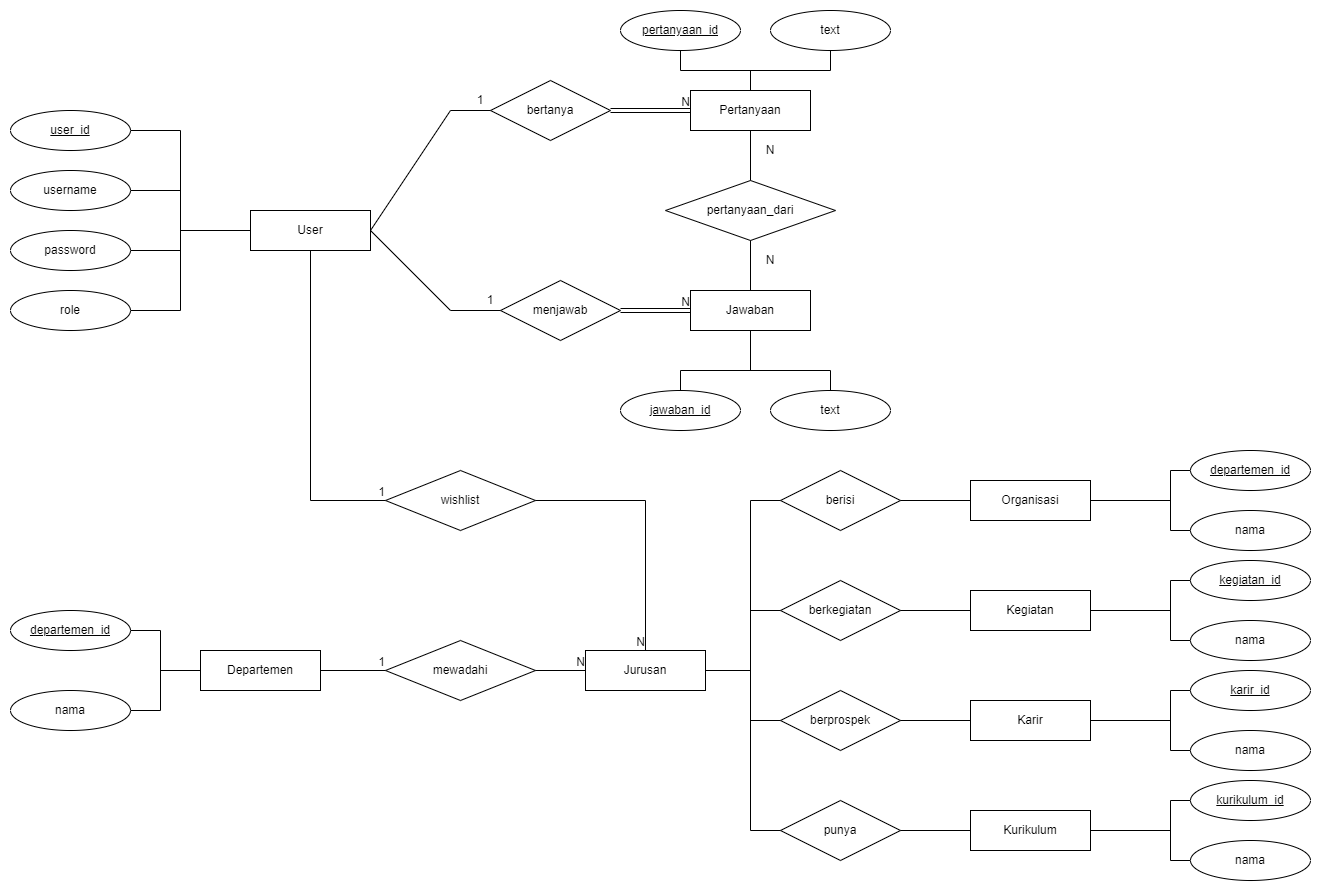 pertanyaan_id
text
1
bertanya
N
Pertanyaan
user_id
username
password
role
User
N
pertanyaan_dari
N
1
menjawab
N
Jawaban
jawaban_id
text
1
wishlist
N
berisi
Organisasi
departemen_id
nama
berkegiatan
Kegiatan
kegiatan_id
nama
departemen_id
nama
Departemen
1
mewadahi
N
Jurusan
berprospek
Karir
karir_id
nama
punya
Kurikulum
kurikulum_id
nama